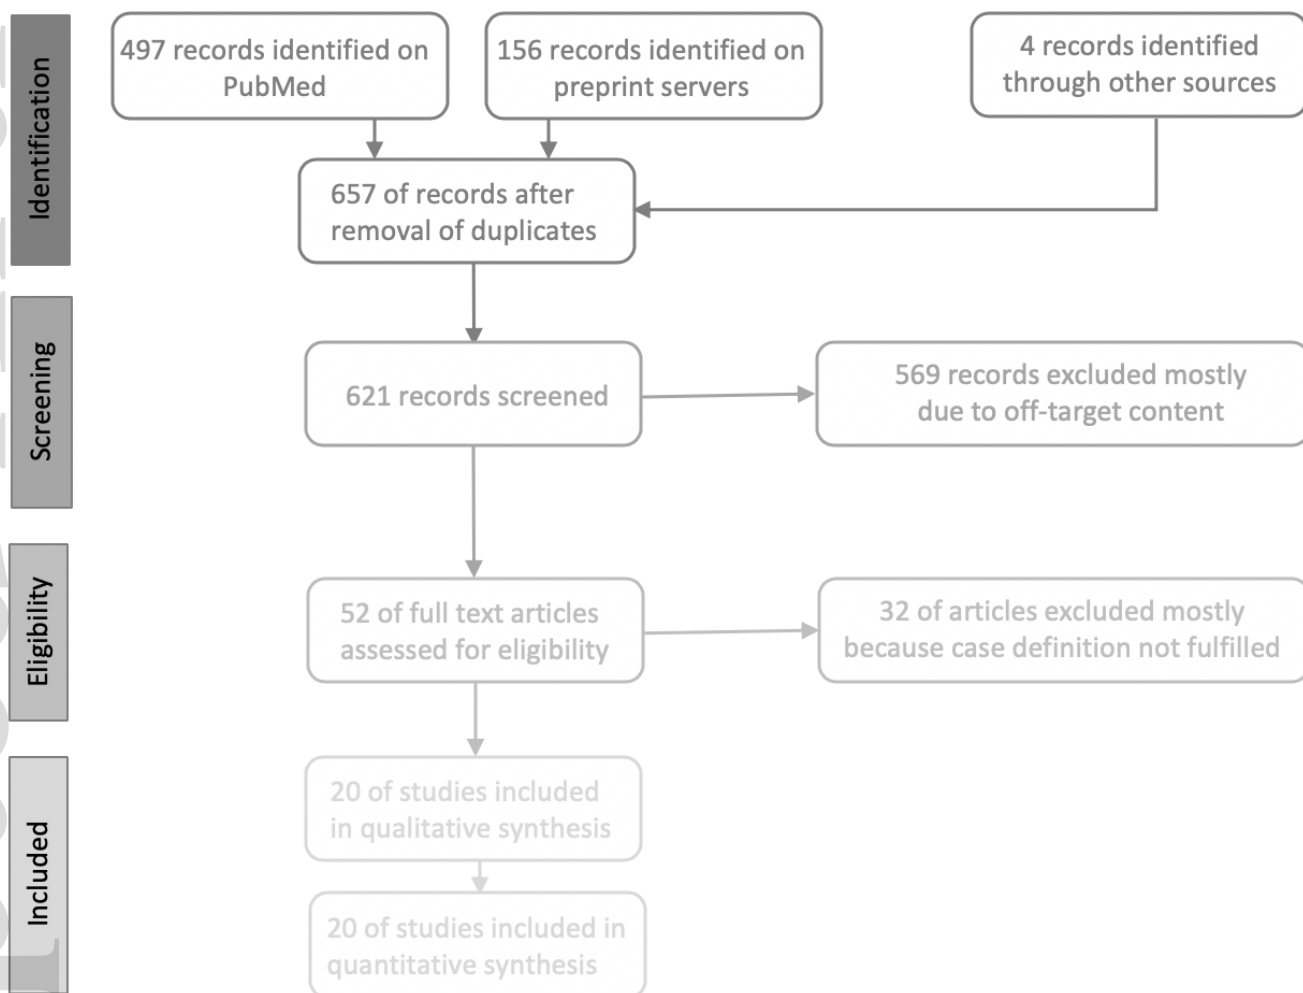 Identification
497 records identified on
PubMed
156 records identified on
preprint servers
4 records identified
through other sources
657 of records after
removal of duplicates
Screening
621 records screened
569 records excluded mostly
due to off-target content
Eligibility
52 of full text articles
assessed for eligibility
32 of articles excluded mostly
because case definition not fulfilled
Included
20 of studies included
in qualitative synthesis
20 of studies included in
quantitative synthesis